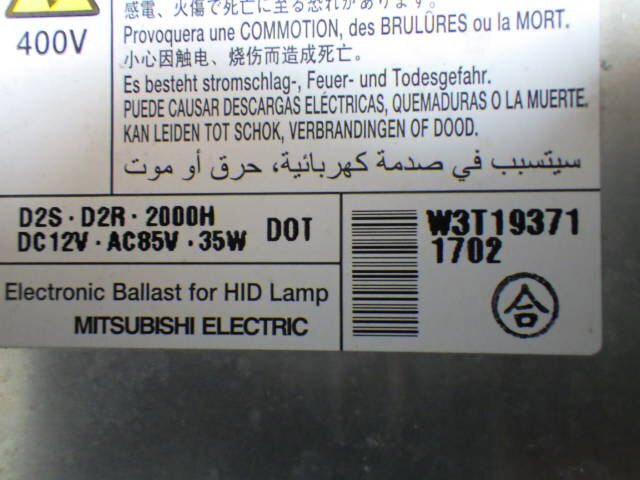 感電、火傷で死亡に至る恐れがあります。
400V
Provoquera une COMMOTION, des BRULÛRES ou la MORT.
小心因触电、烧伤而造成死亡。
Es besteht stromschlag-, Feuer- und Todesgefahr.
PUEDE CAUSAR DESCARGAS ELÉCTRICAS, QUEMADURAS O LA MUERTE.
KAN LEIDEN TOT SCHOK, VERBRANDINGEN OF DOOD.
سيتسبب في صدمة كهربائية، حرق أو موت
D2S · D2R · 2000H
DC12V · AC85V · 35W DOT
W3T19371
1702
合
Electronic Ballast for HID Lamp
MITSUBISHI ELECTRIC